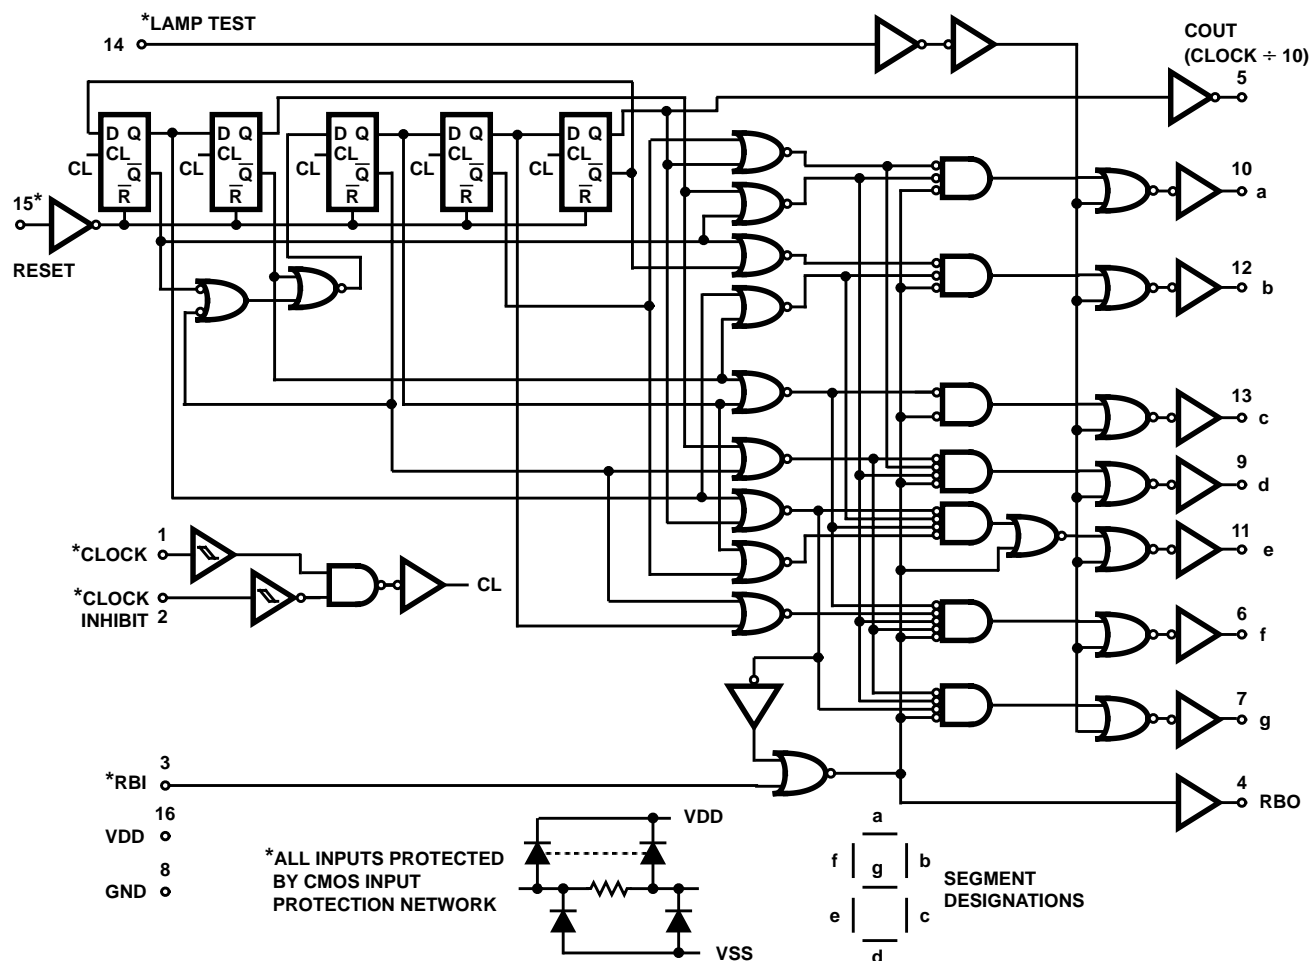 *LAMP TEST
14
COUT
(CLOCK ÷ 10)
5
D Q
CL
Q
R
CL
D Q
CL
Q
R
CL
D Q
CL
Q
R
CL
D Q
CL
Q
R
CL
D Q
CL
Q
R
CL
15*
RESET
10
a
12
b
13
c
9
d
11
e
6
f
7
g
4
RBO
1
*CLOCK
*CLOCK
INHIBIT 2
CL
3
*RBI
16
VDD
8
GND
*ALL INPUTS PROTECTED
BY CMOS INPUT
PROTECTION NETWORK
VDD
VSS
a
f g b
e c
d
SEGMENT
DESIGNATIONS